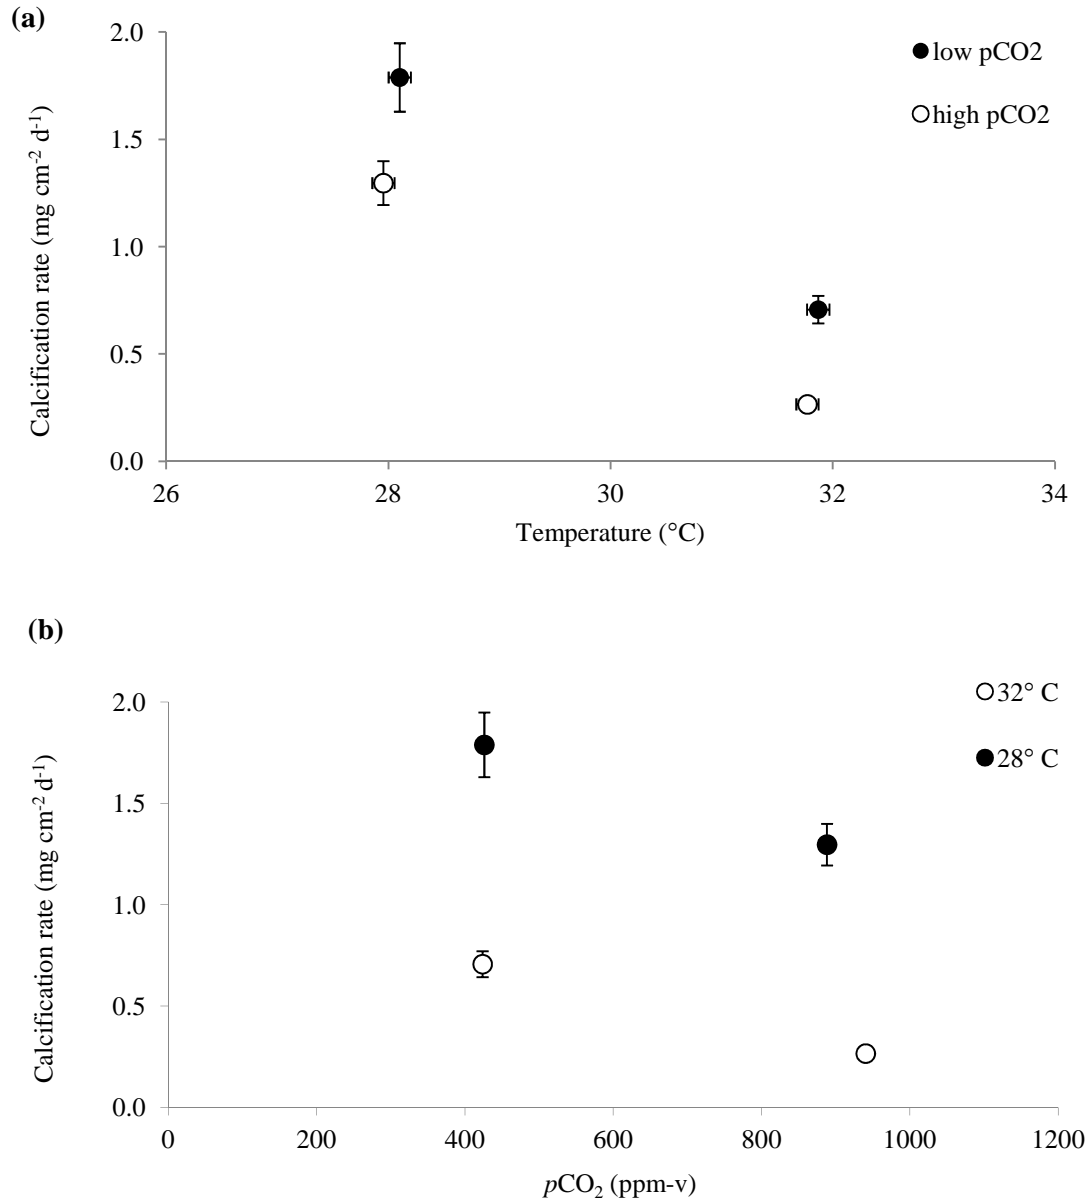 (a)
2.0
1.5
1.0
0.5
0.0
Calcification rate (mg cm⁻² d⁻¹)
low pCO2
high pCO2
26 28 30 32 34
Temperature (°C)
(b)
32° C
28° C
2.0
1.5
1.0
0.5
0.0
Calcification rate (mg cm⁻² d⁻¹)
0 200 400 600 800 1000 1200
pCO₂ (ppm-v)